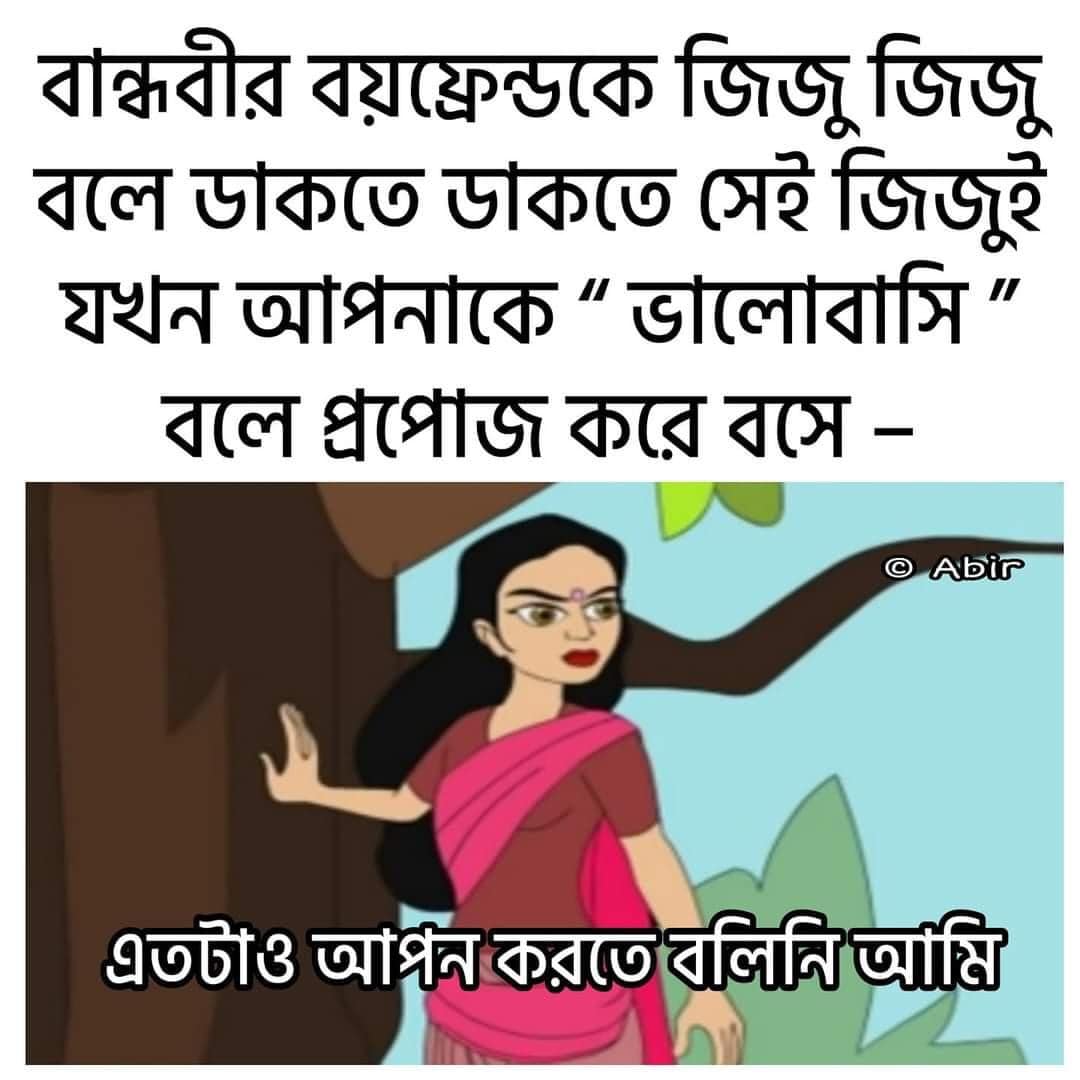 বান্ধবীর বয়ফ্রেন্ডকে জিজু জিজু
বলে ডাকতে ডাকতে সেই জিজুই
যখন আপনাকে “ ভালোবাসি ”
বলে প্রপোজ করে বসে –
© Abir
এতটাও আপন করতে বলিনি আমি